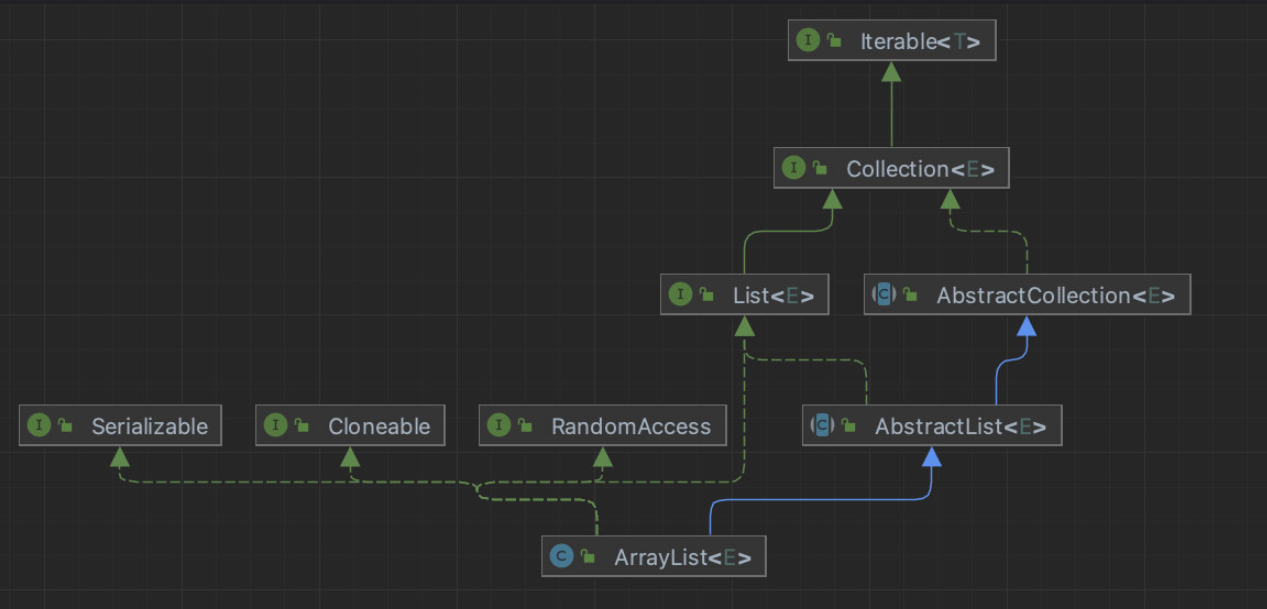 I Iterable<T>
I Collection<E>
I List<E>
C AbstractCollection<E>
I Serializable
I Cloneable
I RandomAccess
C AbstractList<E>
C ArrayList<E>